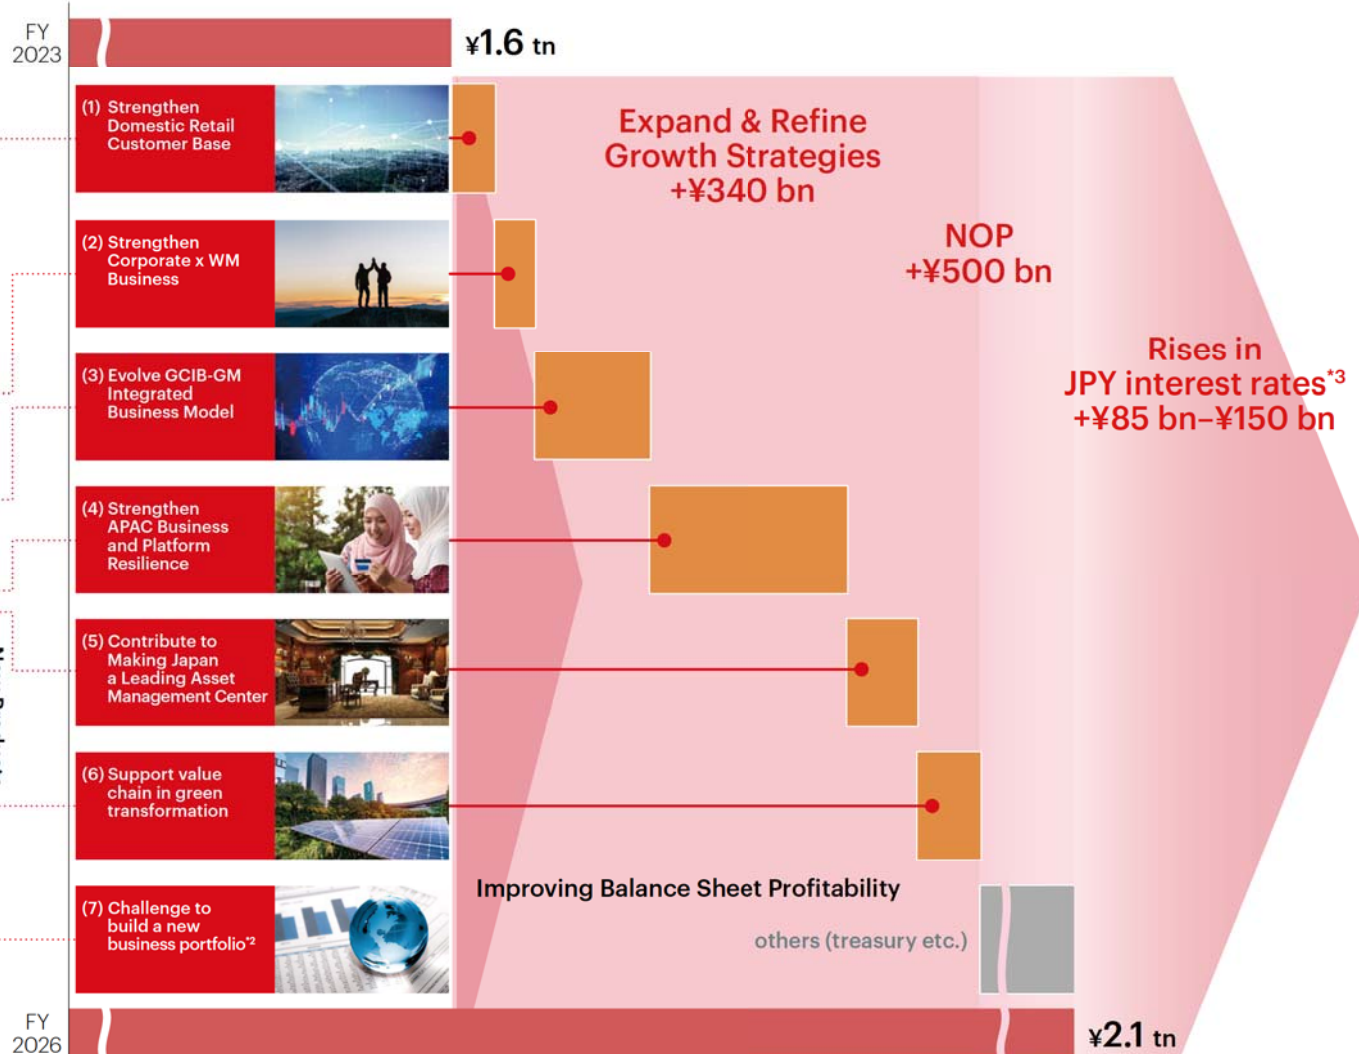 FY
2023
¥1.6 tn
(1) Strengthen
Domestic Retail
Customer Base
Expand & Refine
Growth Strategies
+¥340 bn
(2) Strengthen
Corporate x WM
Business
NOP
+¥500 bn
(3) Evolve GCIB-GM
Integrated
Business Model
Rises in
JPY interest rates*3
+¥85 bn–¥150 bn
(4) Strengthen
APAC Business
and Platform
Resilience
(5) Contribute to
Making Japan
a Leading Asset
Management Center
(6) Support value
chain in green
transformation
(7) Challenge to
build a new
business portfolio*2
Improving Balance Sheet Profitability
others (treasury etc.)
FY
2026
¥2.1 tn